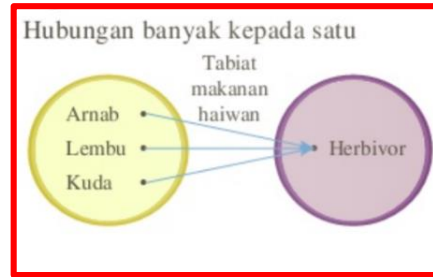 Hubungan banyak kepada satu
Tabiat
makanan
haiwan
Arnab
Lembu
Kuda
Herbivor